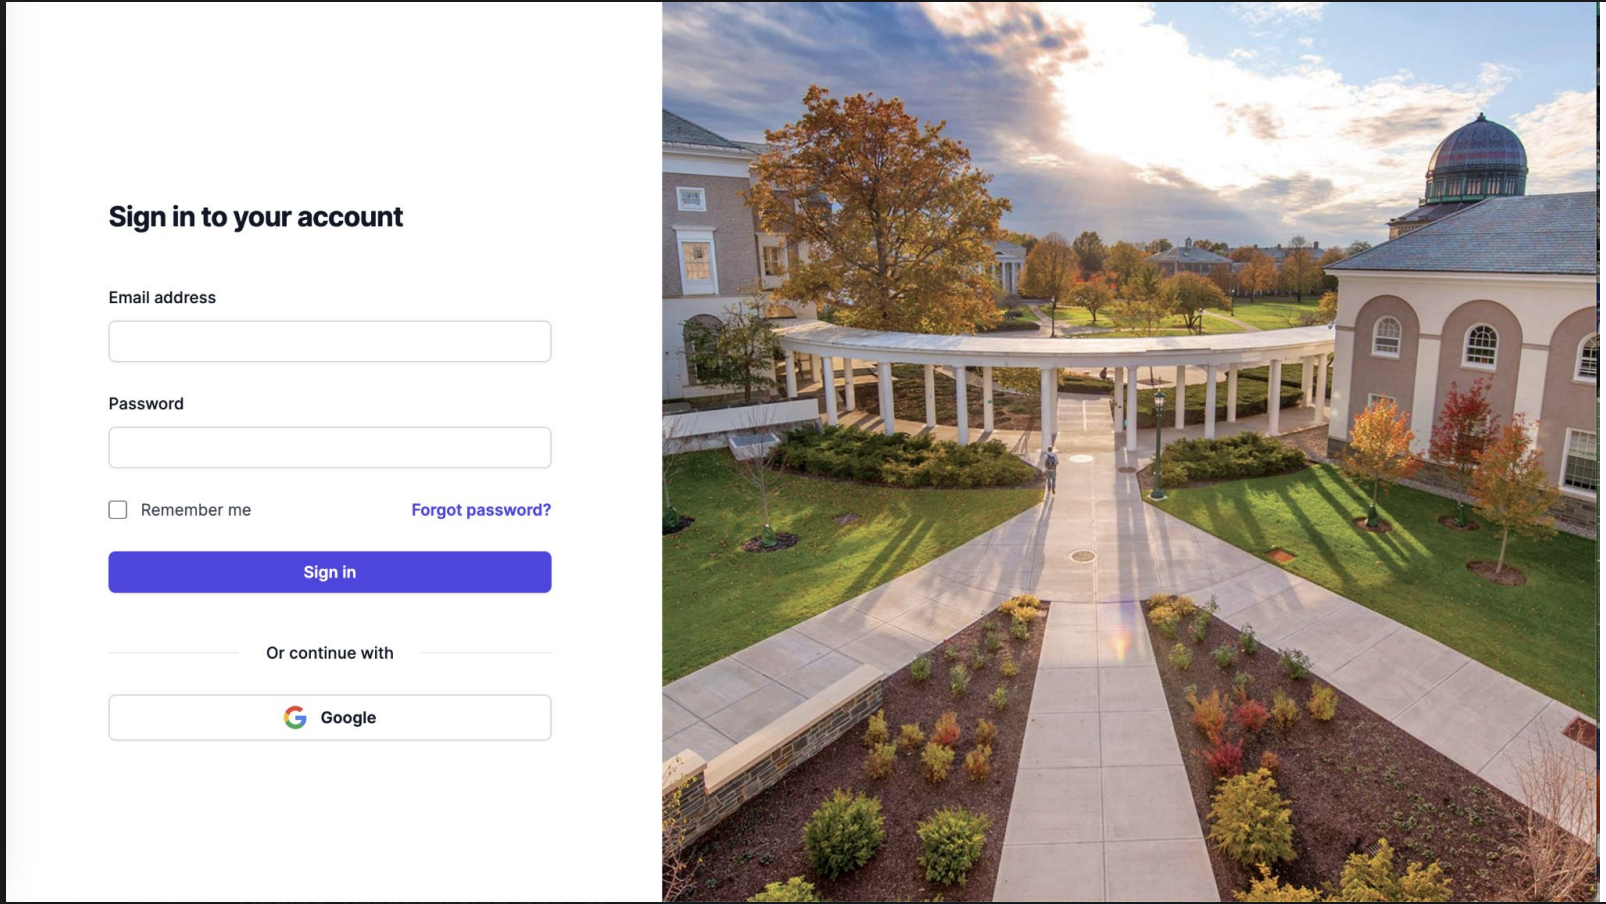 Sign in to your account
Email address
Password
Remember me
Forgot password?
Sign in
Or continue with
Google